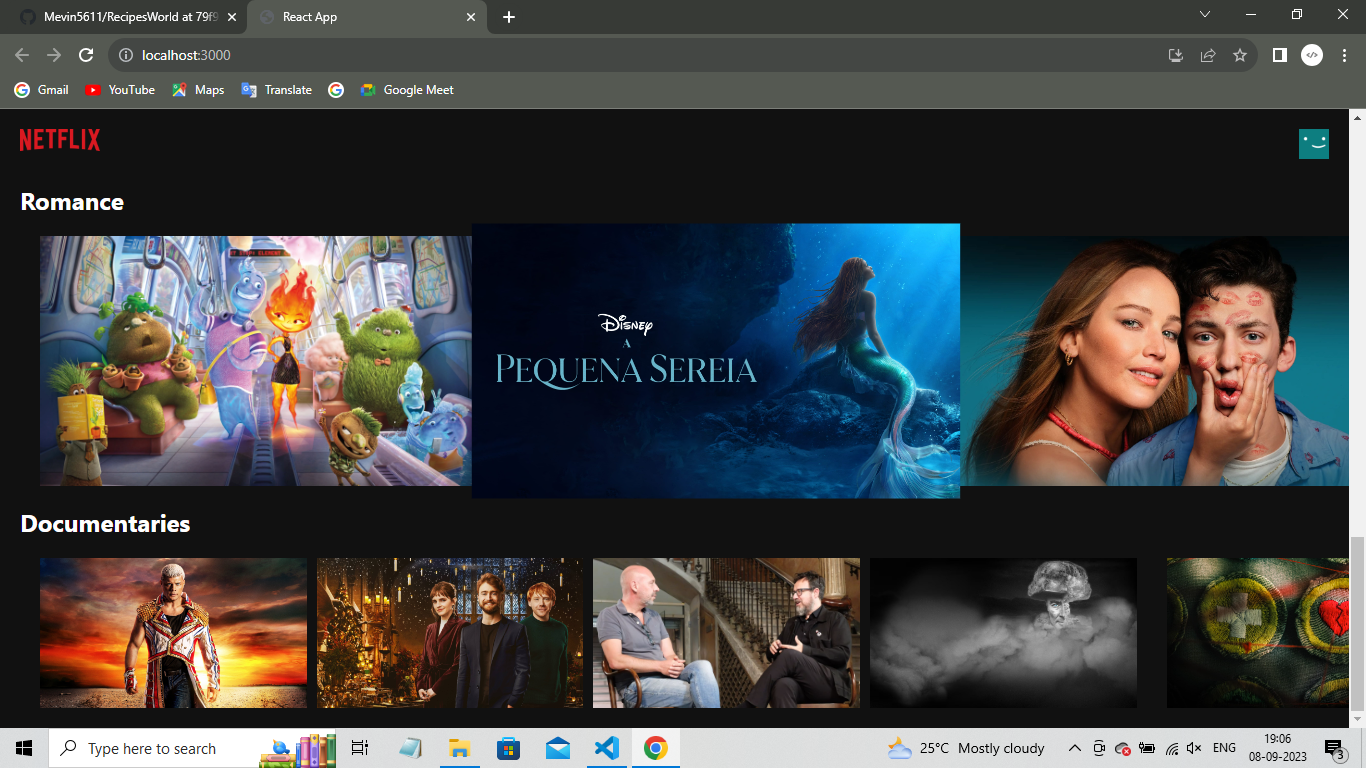 Mevin5611/RecipesWorld at 79f9
React App
localhost:3000
Gmail
YouTube
Maps
Translate
Google Meet
NETFLIX
Romance
Disney
A
PEQUENA SEREIA
Documentaries
Type here to search
25°C Mostly cloudy
ENG
19:06
08-09-2023
3